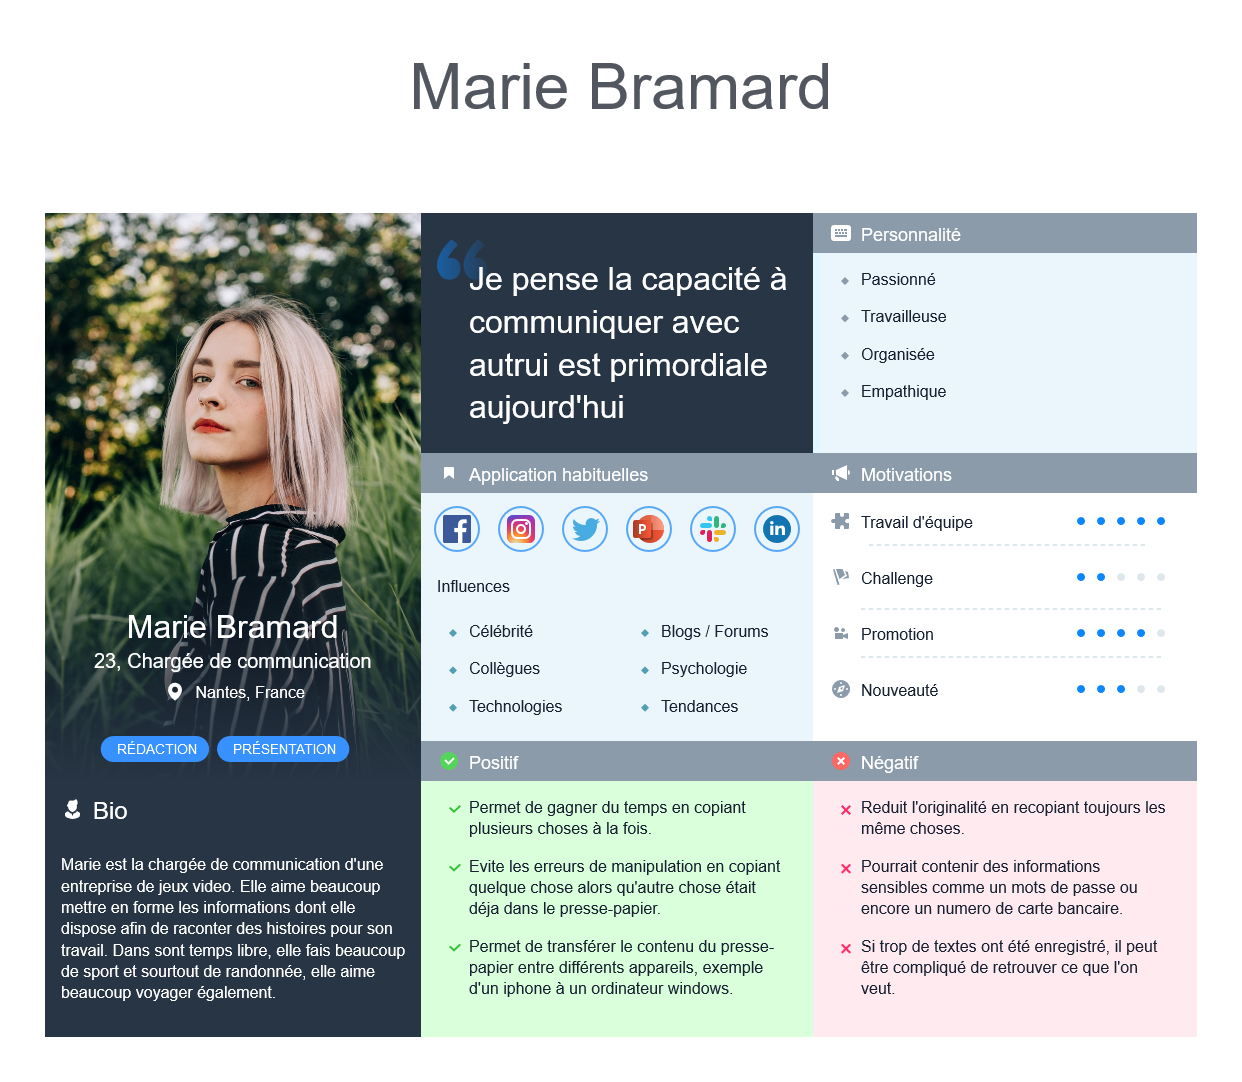 Marie Bramard
Marie Bramard
23, Chargée de communication
Nantes, France
RÉDACTION
PRÉSENTATION
Bio
Marie est la chargée de communication d'une
entreprise de jeux video. Elle aime beaucoup
mettre en forme les informations dont elle
dispose afin de raconter des histoires pour son
travail. Dans sont temps libre, elle fais beaucoup
de sport et sourtout de randonnée, elle aime
beaucoup voyager également.
Je pense la capacité à
communiquer avec
autrui est primordiale
aujourd'hui
Application habituelles
P
in
Influences
Célébrité
Collègues
Technologies
Blogs / Forums
Psychologie
Tendances
Personnalité
Passionné
Travailleuse
Organisée
Empathique
Motivations
Travail d'équipe
Challenge
Promotion
Nouveauté
Positif
Permet de gagner du temps en copiant
plusieurs choses à la fois.
Evite les erreurs de manipulation en copiant
quelque chose alors qu'autre chose était
déja dans le presse-papier.
Permet de transférer le contenu du presse-
papier entre différents appareils, exemple
d'un iphone à un ordinateur windows.
Négatif
Reduit l'originalité en recopiant toujours les
même choses.
Pourrait contenir des informations
sensibles comme un mots de passe ou
encore un numero de carte bancaire.
Si trop de textes ont été enregistré, il peut
être compliqué de retrouver ce que l'on
veut.